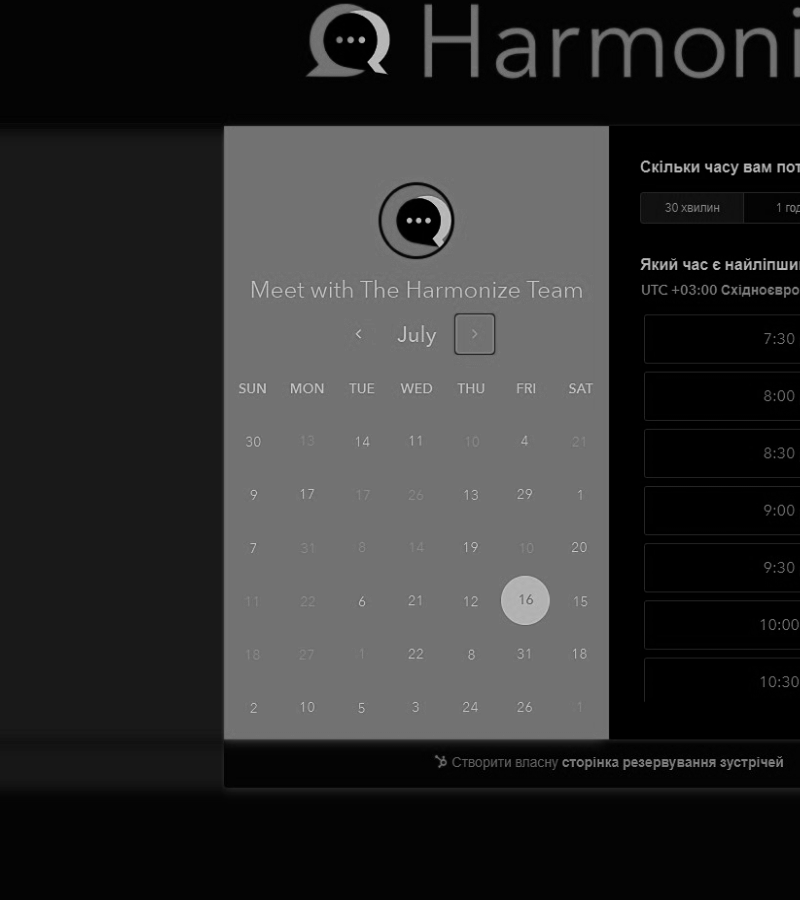 Harmoni
Meet with The Harmonize Team
July
SUN MON TUE WED THU FRI SAT
30 13 14 11 10 4 21
9 17 17 26 13 29 1
7 31 8 14 19 10 20
11 22 6 21 12 16 15
18 27 1 22 8 31 18
2 10 5 3 24 26 1
Скільки часу вам пот
30 хвилин 1 год
Який час є найліпши
UTC +03:00 Східноєвро
7:30
8:00
8:30
9:00
9:30
10:00
10:30
Створити власну сторінка резервування зустрічей